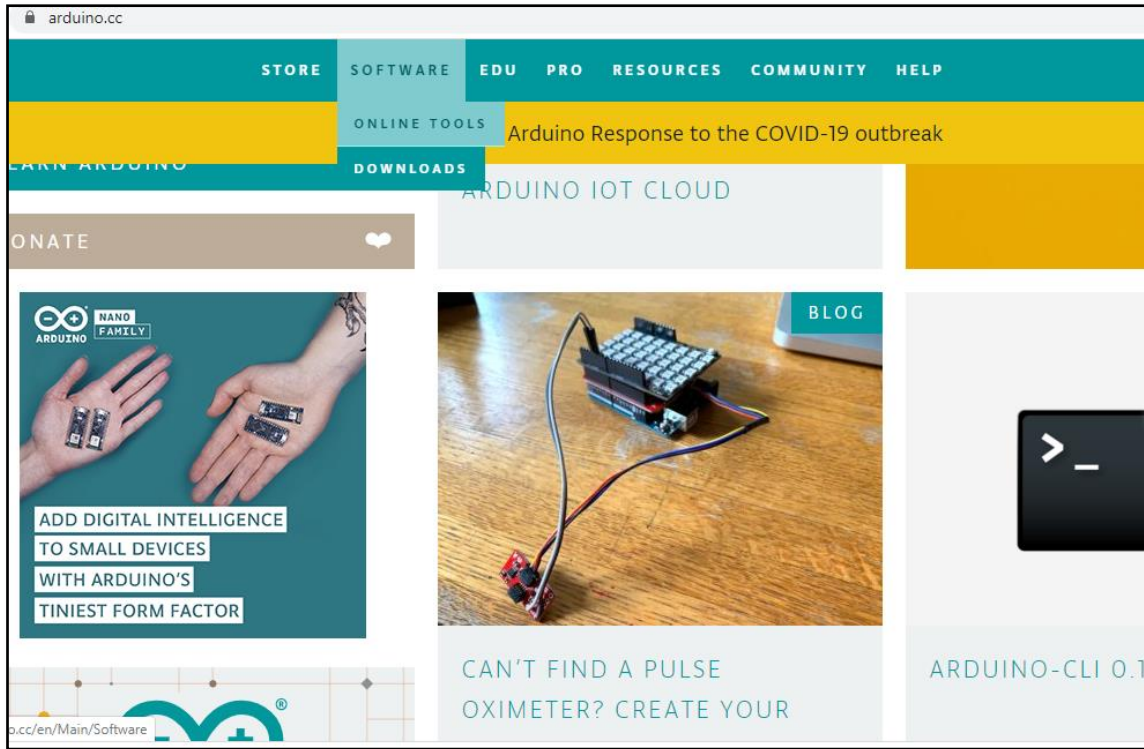 arduino.cc
STORE SOFTWARE EDU PRO RESOURCES COMMUNITY HELP
ONLINE TOOLS
Arduino Response to the COVID-19 outbreak
DOWNLOADS
EARN ARDUINO
ARDUINO IOT CLOUD
ONATE
ARDUINO
NANO
FAMILY
ADD DIGITAL INTELLIGENCE
TO SMALL DEVICES
WITH ARDUINO'S
TINIEST FORM FACTOR
BLOG
>_
CAN'T FIND A PULSE
OXIMETER? CREATE YOUR
ARDUINO-CLI 0.1
o.cc/en/Main/Software